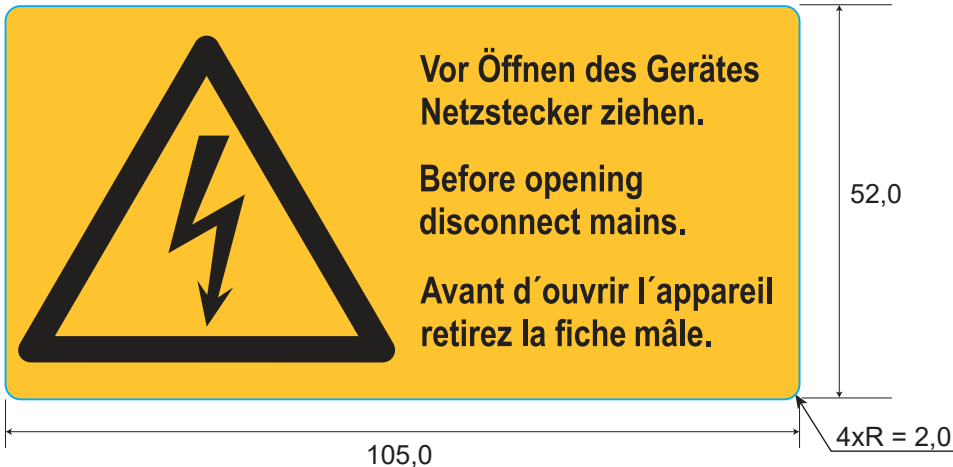 Vor Öffnen des Gerätes
Netzstecker ziehen.
Before opening
disconnect mains.
Avant d´ouvrir l´appareil
retirez la fiche mâle.
52,0
105,0
4xR = 2,0